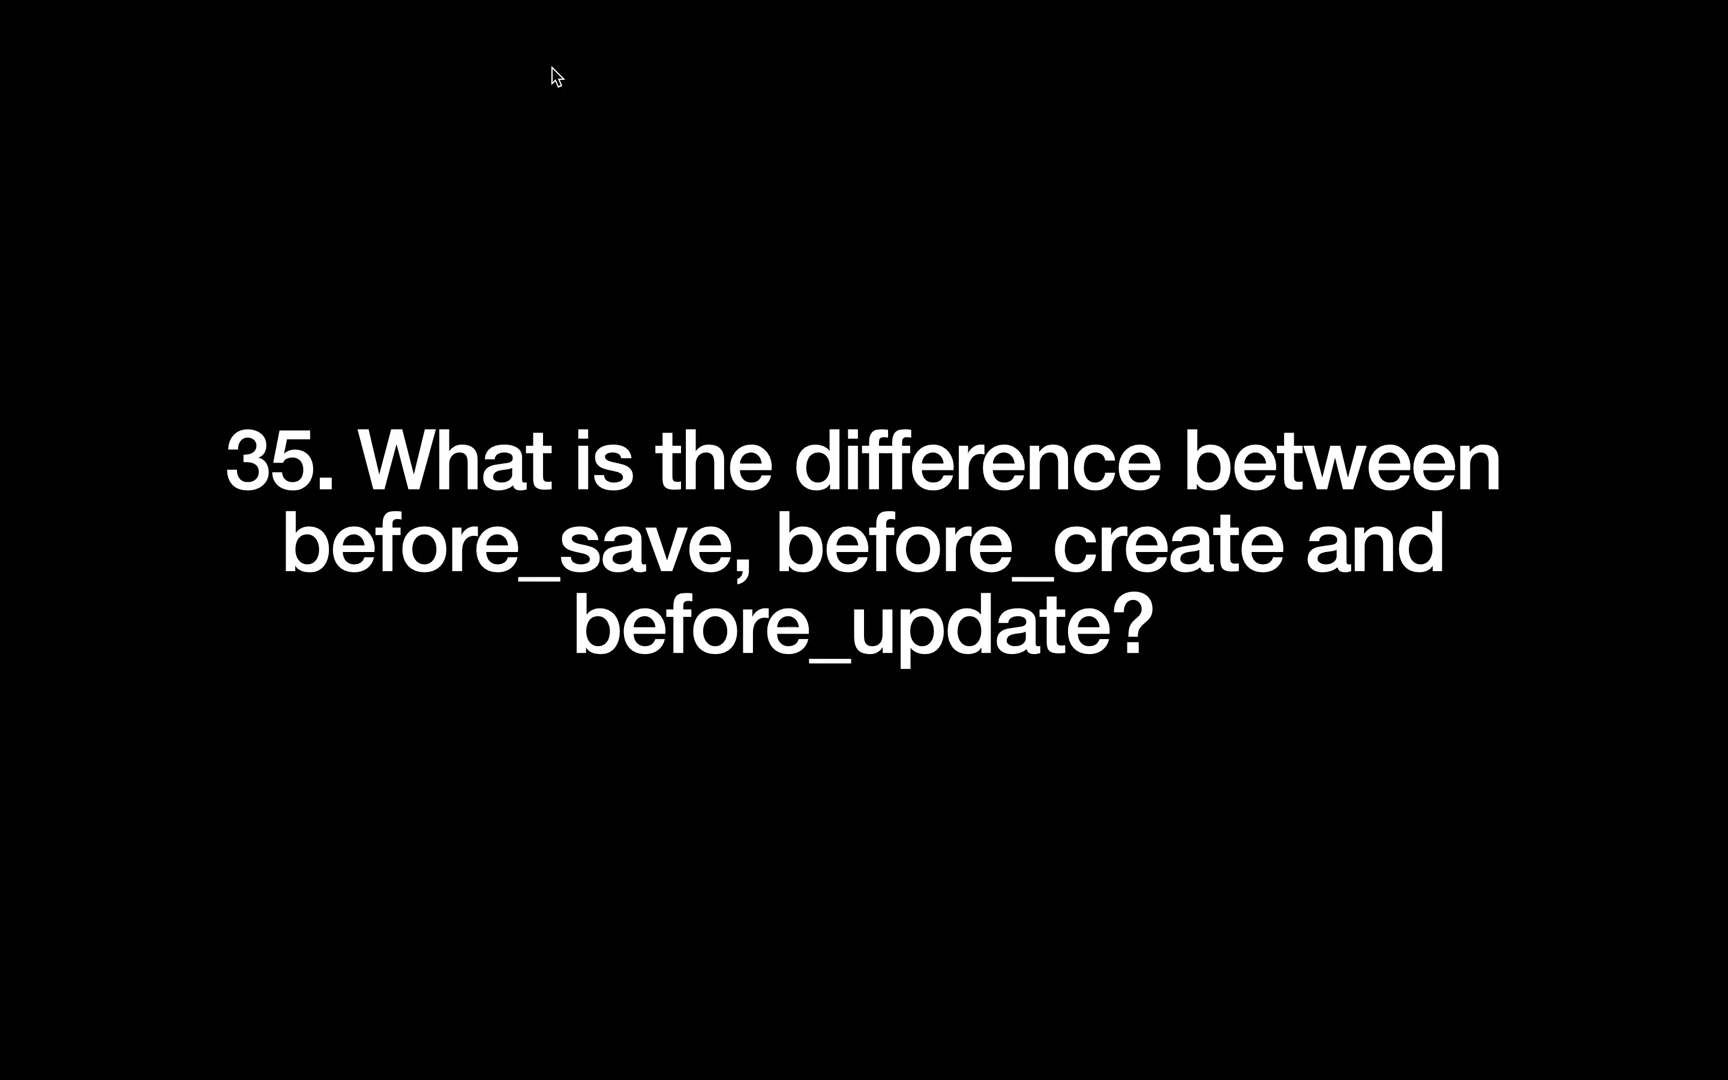 35. What is the difference between
before_save, before_create and
before_update?